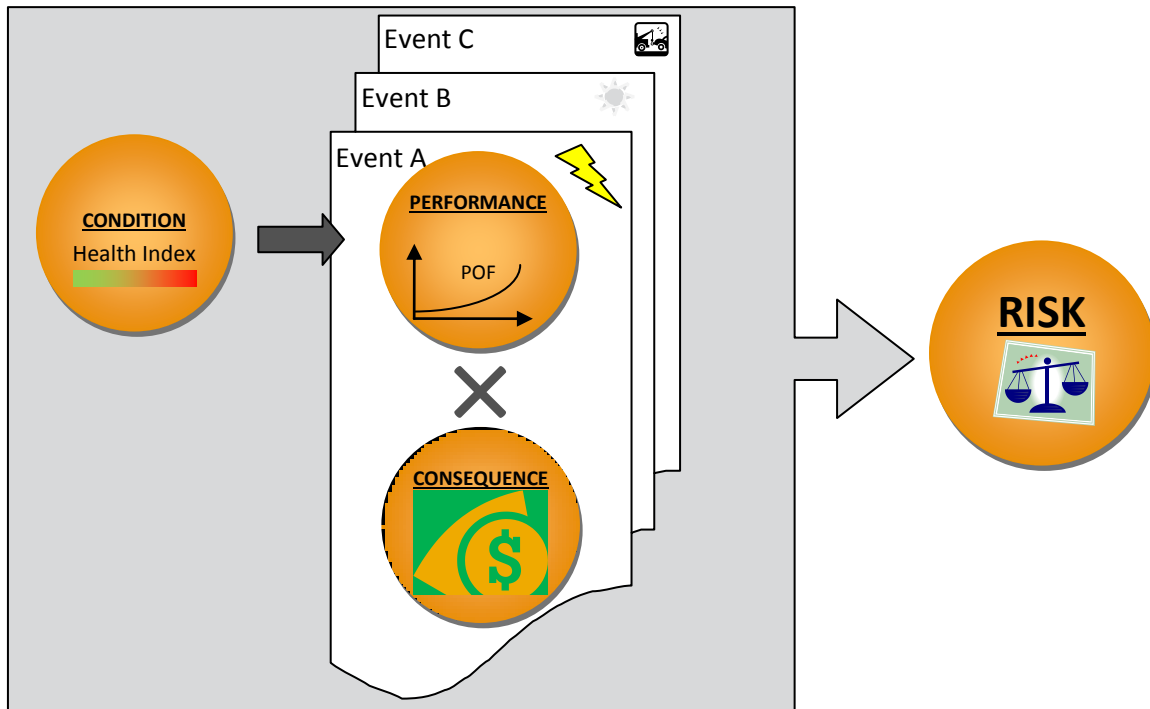 Event C
Event B
Event A
CONDITION
Health Index
PERFORMANCE
POF
CONSEQUENCE
$
RISK